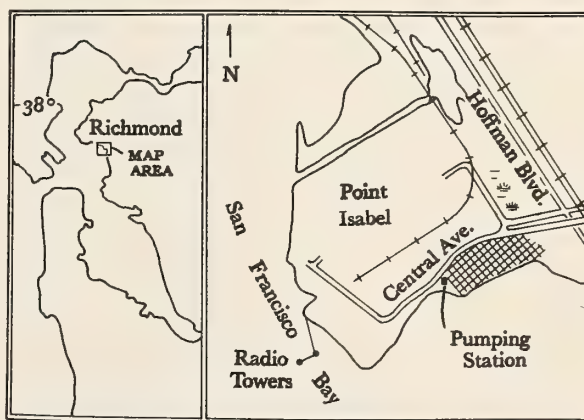 38°
Richmond
MAP
AREA
N
Hoffman Blvd.
Point
Isabel
San Francisco Bay
Central Ave.
Pumping
Station
Radio
Towers